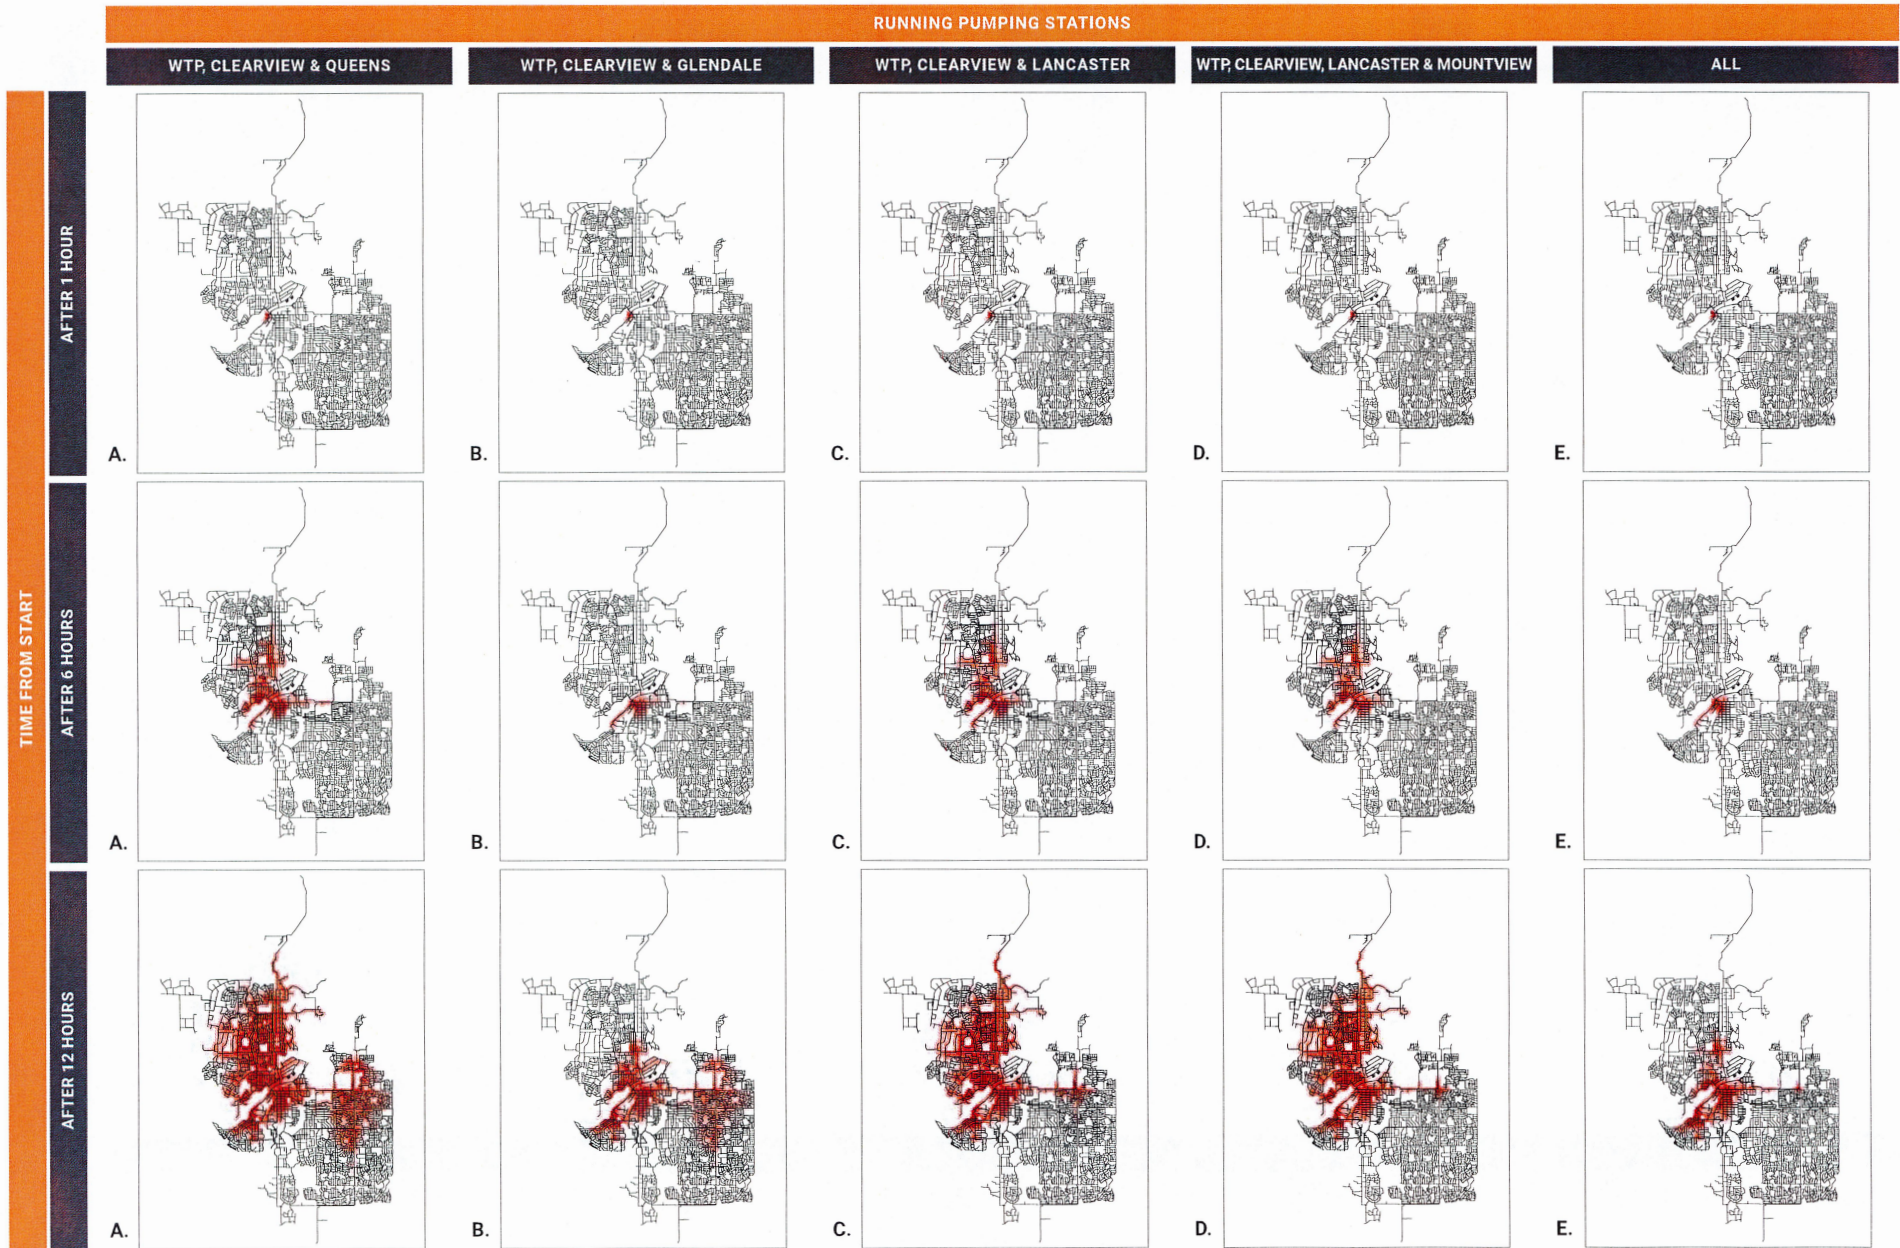 RUNNING PUMPING STATIONS
WTP, CLEARVIEW & QUEENS
WTP, CLEARVIEW & GLENDALE
WTP, CLEARVIEW & LANCASTER
WTP, CLEARVIEW, LANCASTER & MOUNTVIEW
ALL
TIME FROM START
AFTER 1 HOUR
A.
B.
C.
D.
E.
AFTER 6 HOURS
A.
B.
C.
D.
E.
AFTER 12 HOURS
A.
B.
C.
D.
E.